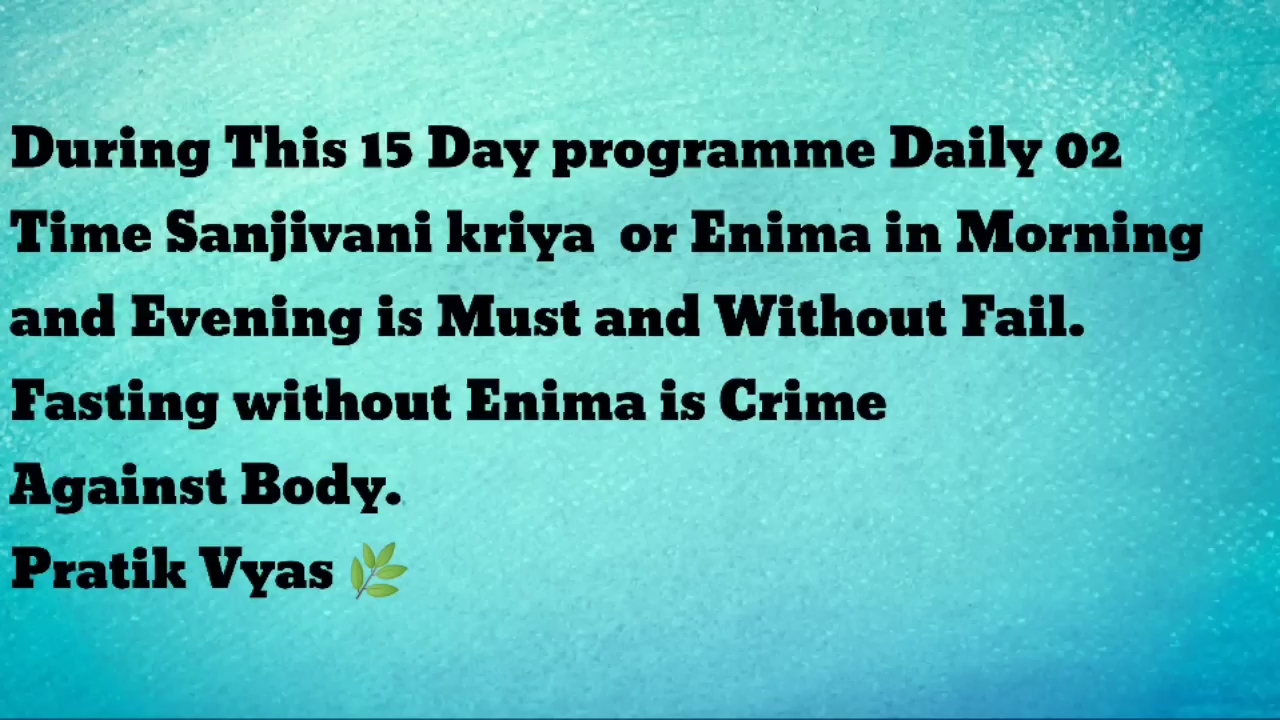 During This 15 Day programme Daily 02
Time Sanjivani kriya  or Enima in Morning
and Evening is Must and Without Fail.
Fasting without Enima is Crime
Against Body.
Pratik Vyas 🌿